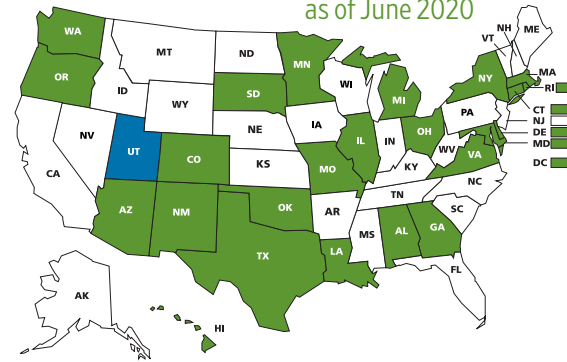 as of June 2020
WA
OR
CA
NV
ID
MT
WY
UT
AZ
CO
NM
ND
SD
NE
KS
OK
TX
MN
IA
MO
AR
LA
WI
IL
MI
IN
OH
KY
TN
MS
AL
GA
FL
SC
NC
VA
WV
PA
NY
VT
NH
ME
MA
RI
CT
NJ
DE
MD
DC
AK
HI